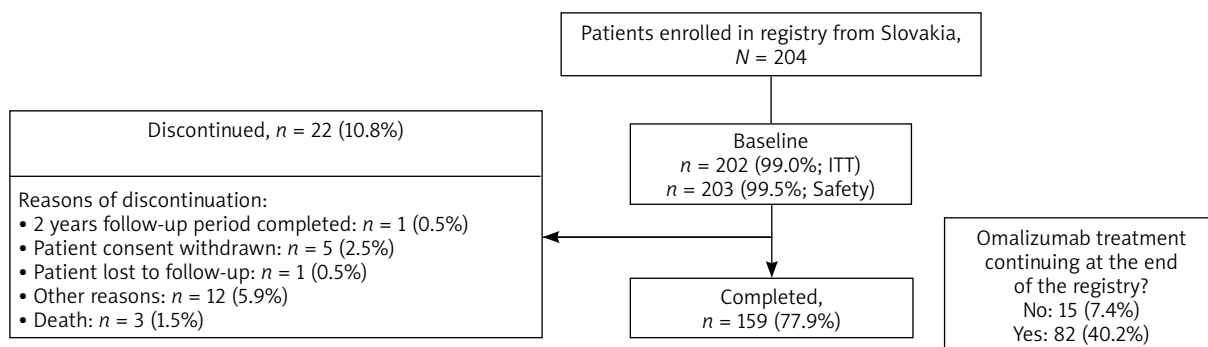 Patients enrolled in registry from Slovakia,
N = 204
Discontinued, n = 22 (10.8%)
Baseline
n = 202 (99.0%; ITT)
n = 203 (99.5%; Safety)
Reasons of discontinuation:
• 2 years follow-up period completed: n = 1 (0.5%)
• Patient consent withdrawn: n = 5 (2.5%)
• Patient lost to follow-up: n = 1 (0.5%)
• Other reasons: n = 12 (5.9%)
• Death: n = 3 (1.5%)
Completed,
n = 159 (77.9%)
Omalizumab treatment
continuing at the end
of the registry?
No: 15 (7.4%)
Yes: 82 (40.2%)